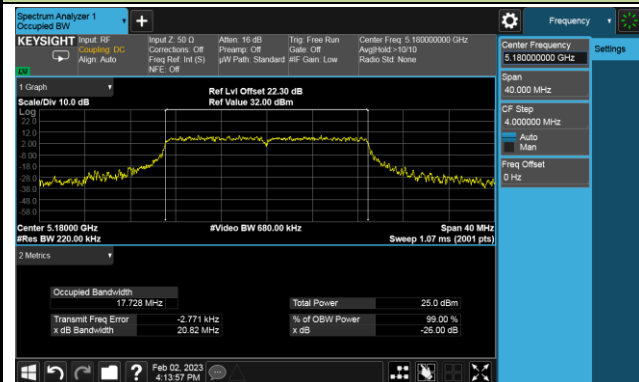 Spectrum Analyzer 1
Occupied BW
Frequency
KEYSIGHT
Input: RF
Coupling: DC
Align: Auto
Input Z: 50 Ω
Corrections: Off
Freq Ref: Int (S)
NFE: Off
Atten: 16 dB
Preamp: Off
µW Path: Standard
Trig: Free Run
Gate: Off
#IF Gain: Low
Center Freq: 5.180000000 GHz
Avg|Hold:>10/10
Radio Std: None
Center Frequency
5.180000000 GHz
Settings
Span
40.000 MHz
CF Step
4.000000 MHz
Auto
Man
Freq Offset
0 Hz
1 Graph
Scale/Div 10.0 dB
Ref Lvl Offset 22.30 dB
Ref Value 32.00 dBm
Log
22.0
12.0
2.00
-8.00
-18.0
-28.0
-38.0
-48.0
-58.0
Center 5.18000 GHz
#Res BW 220.00 kHz
#Video BW 680.00 kHz
Span 40 MHz
Sweep 1.07 ms (2001 pts)
2 Metrics
Occupied Bandwidth
17.728 MHz
Total Power 25.0 dBm
Transmit Freq Error -2.771 kHz
% of OBW Power 99.00 %
x dB Bandwidth 20.82 MHz
x dB -26.00 dB
Feb 02, 2023
4:13:57 PM